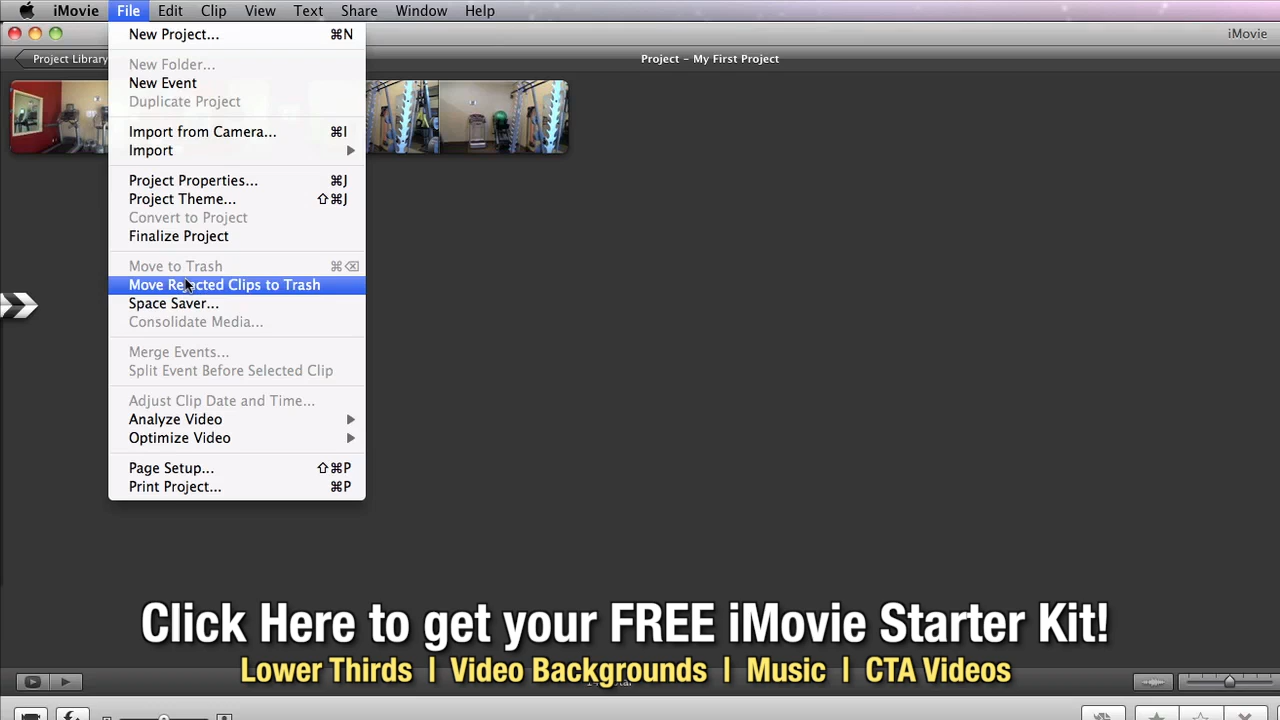 iMovie File Edit Clip View Text Share Window Help
iMovie
Project Library
Project - My First Project
New Project... ⌘N
New Folder...
New Event
Duplicate Project
Import from Camera... ⌘I
Import
Project Properties... ⌘J
Project Theme... ⇧⌘J
Convert to Project
Finalize Project
Move to Trash ⌘⌫
Move Rejected Clips to Trash
Space Saver...
Consolidate Media...
Merge Events...
Split Event Before Selected Clip
Adjust Clip Date and Time...
Analyze Video
Optimize Video
Page Setup... ⇧⌘P
Print Project... ⌘P
Click Here to get your FREE iMovie Starter Kit!
Lower Thirds | Video Backgrounds | Music | CTA Videos